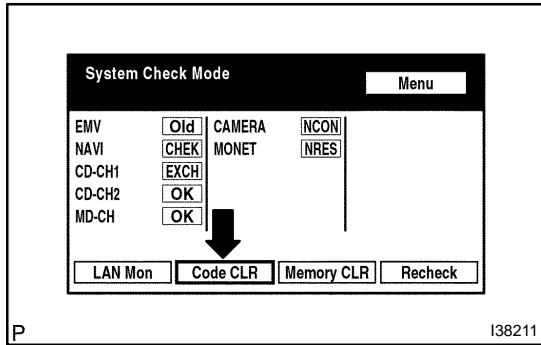 System Check Mode
Menu
EMV Old CAMERA NCON
NAVI CHEK MONET NRES
CD-CH1 EXCH
CD-CH2 OK
MD-CH OK
LAN Mon Code CLR Memory CLR Recheck
P I38211